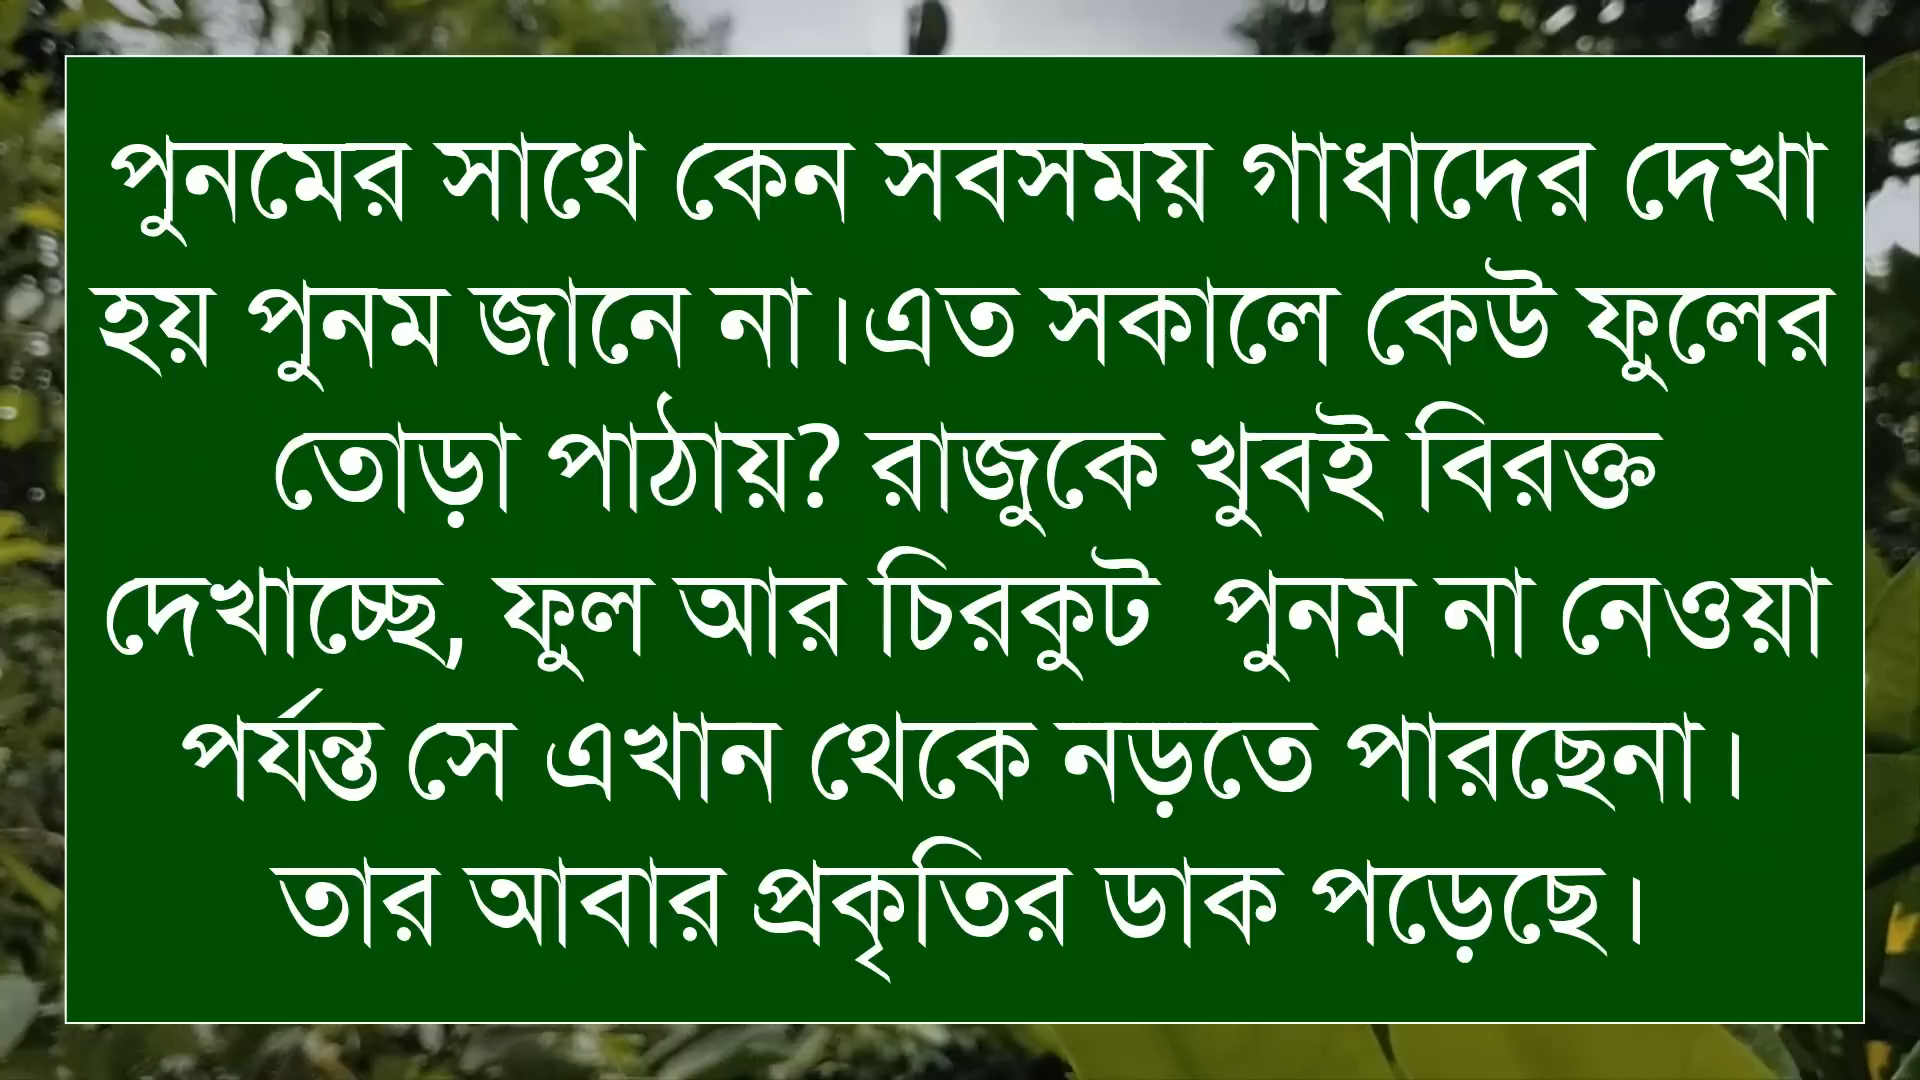 পুনমের সাথে কেন সবসময় গাধাদের দেখা
হয় পুনম জানে না।এত সকালে কেউ ফুলের
তোড়া পাঠায়? রাজুকে খুবই বিরক্ত
দেখাচ্ছে, ফুল আর চিরকুট  পুনম না নেওয়া
পর্যন্ত সে এখান থেকে নড়তে পারছেনা।
তার আবার প্রকৃতির ডাক পড়েছে।